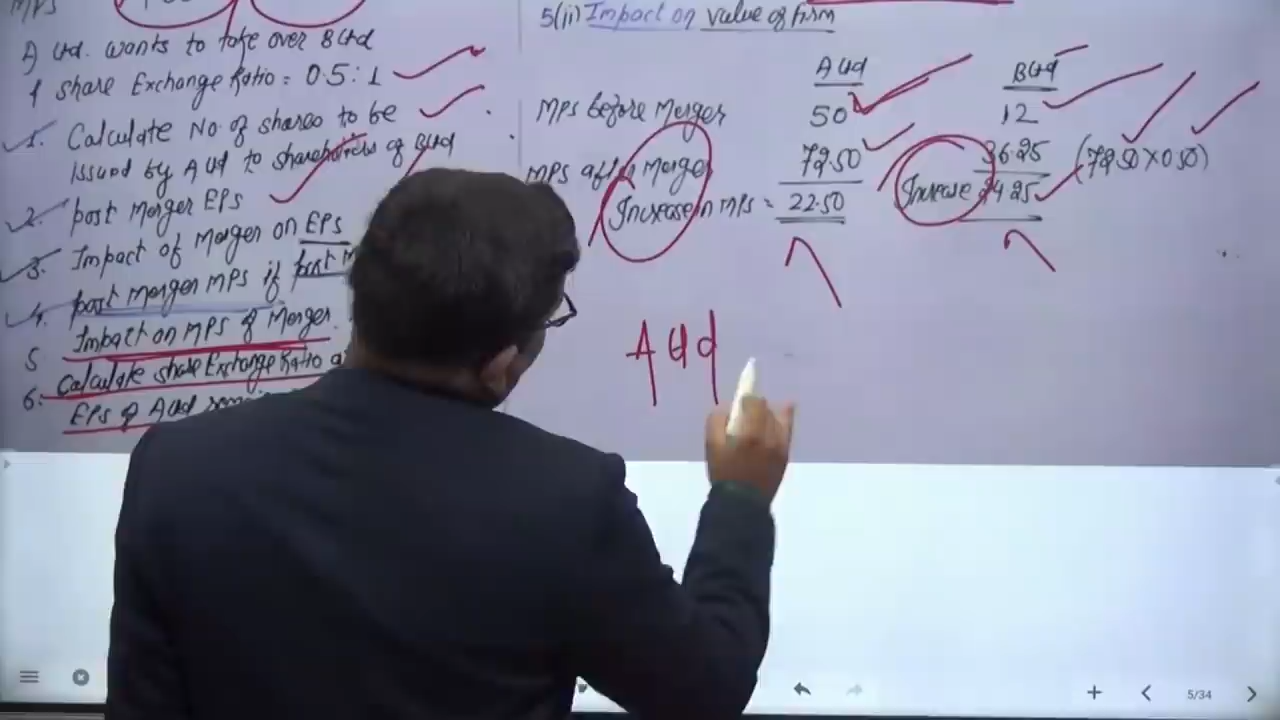 MPS
A Ltd. wants to take over B Ltd
f share Exchange Ratio = 0.5 : 1
1. Calculate No. of shares to be
issued by A Ltd to shareholders of B Ltd
2. post Merger EPS
3. Impact of Merger on EPS
4. post merger MPS if post M
5 Impact on MPS of Merger.
6. Calculate share Exchange Ratio
EPS of A Ltd
5(ii) Impact on value of firm
A Ltd B Ltd
MPS before Merger 50 12
MPS after Merger 72.50 36.25 (72.50 X 0.50)
Increase in MPS = 22.50 Increase 24.25
A Ltd
5/34